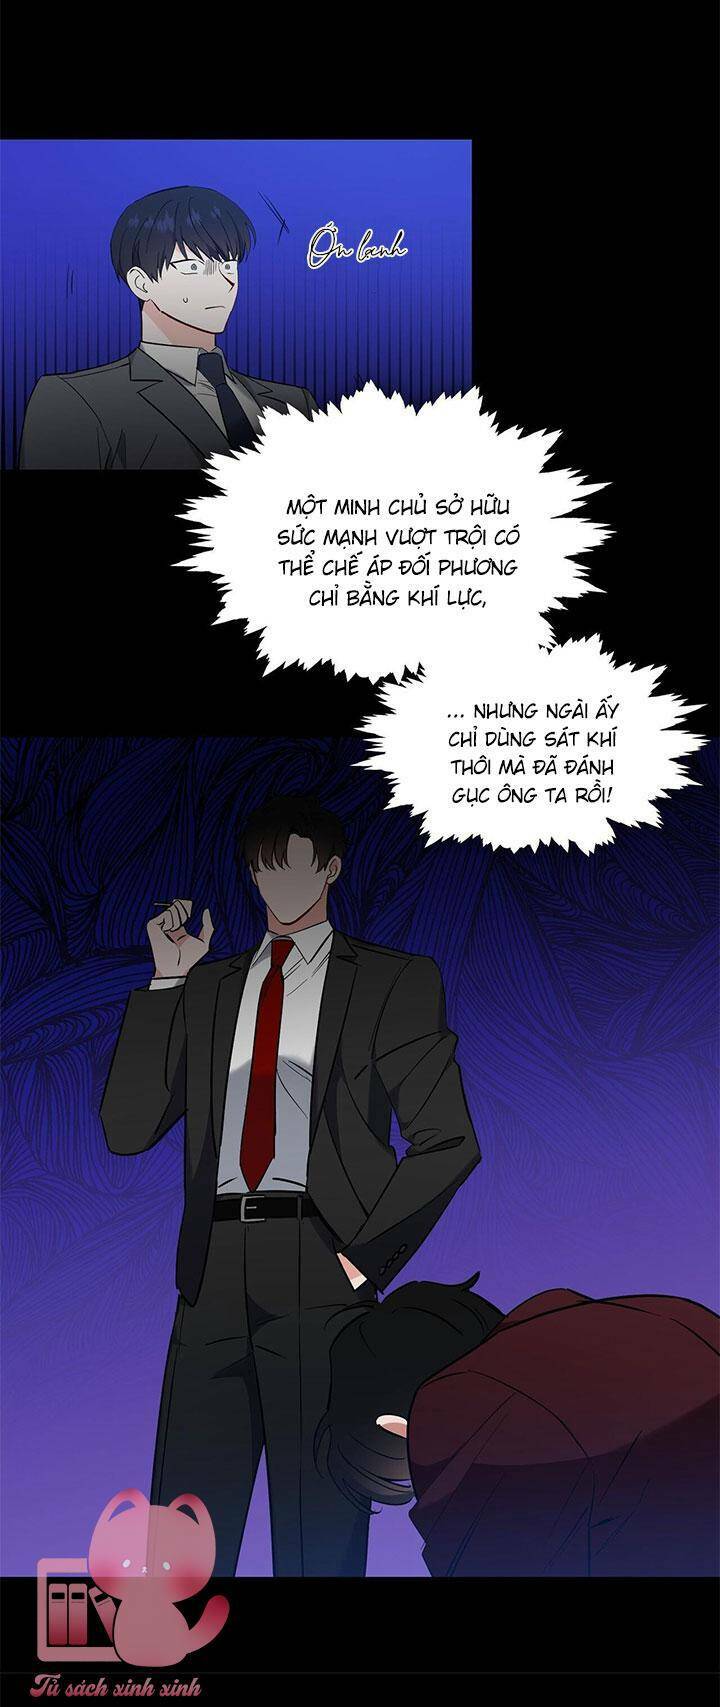 Ớn lạnh
MỘT MINH CHỦ SỞ HỮU
SỨC MẠNH VƯỢT TRỘI CÓ
THỂ CHẾ ÁP ĐỐI PHƯƠNG
CHỈ BẰNG KHÍ LỰC,
... NHƯNG NGÀI ẤY
CHỈ DÙNG SÁT KHÍ
THÔI MÀ ĐÃ ĐÁNH
GỤC ÔNG TA RỒI!
Tủ sách xinh xinh